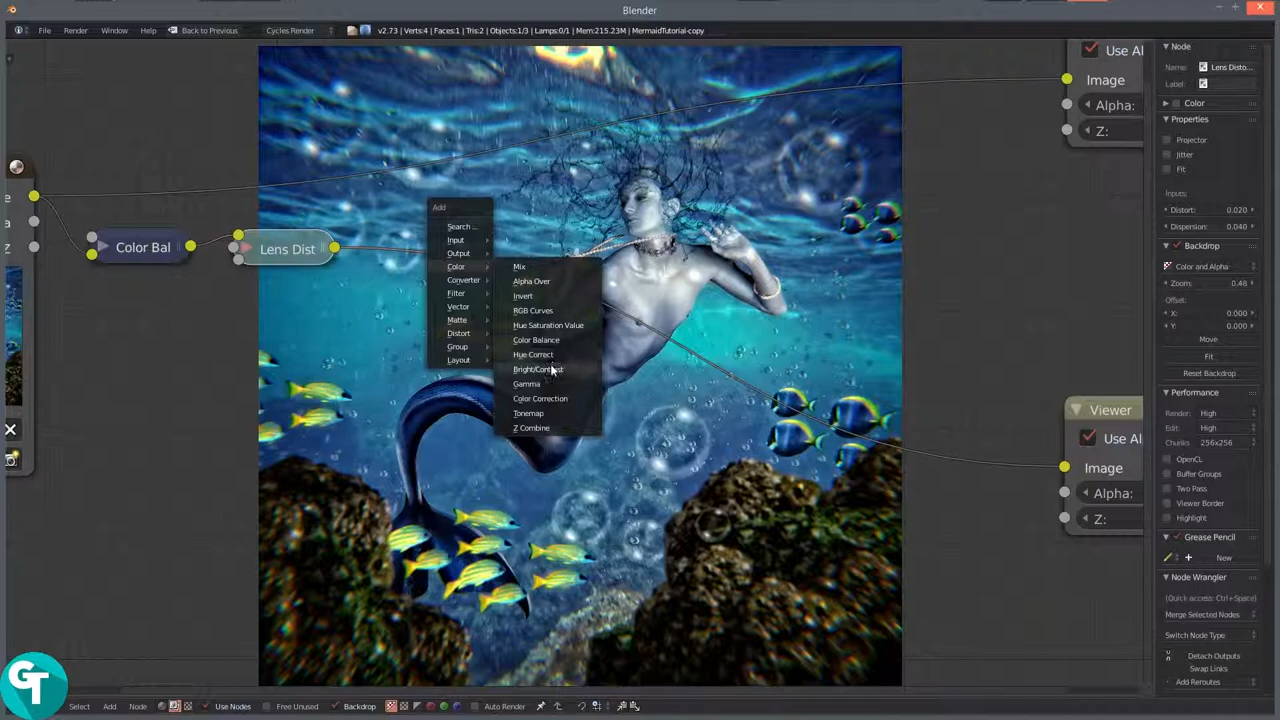 Blender
File Render Window Help Back to Previous Cycles Render v2.73 | Verts:4 | Faces:1 | Tris:2 | Objects:1/3 | Lamps:0/1 | Mem:215.23M | MermaidTutorial-copy
Use Al
Image
Alpha:
Z:
Color Bal
Lens Dist
Add
Search ...
Input
Output
Color
Converter
Filter
Vector
Matte
Distort
Group
Layout
Mix
Alpha Over
Invert
RGB Curves
Hue Saturation Value
Color Balance
Hue Correct
Bright/Contrast
Gamma
Color Correction
Tonemap
Z Combine
Viewer
Use Al
Image
Alpha:
Z:
Node
Name: Lens Disto...
Label:
Color
Properties
Projector
Jitter
Fit
Inputs:
Distort: 0.020
Dispersion: 0.040
Backdrop
Color and Alpha
Zoom: 0.48
Offset:
X: 0.000
Y: 0.000
Move
Fit
Reset Backdrop
Performance
Render: High
Edit: High
Chunks: 256x256
OpenCL
Buffer Groups
Two Pass
Viewer Border
Highlight
Grease Pencil
New
Node Wrangler
(Quick access: Ctrl+Space)
Merge Selected Nodes
Switch Node Type
Detach Outputs
Swap Links
Add Reroutes
GT
Select Add Node Use Nodes Free Unused Backdrop Auto Render